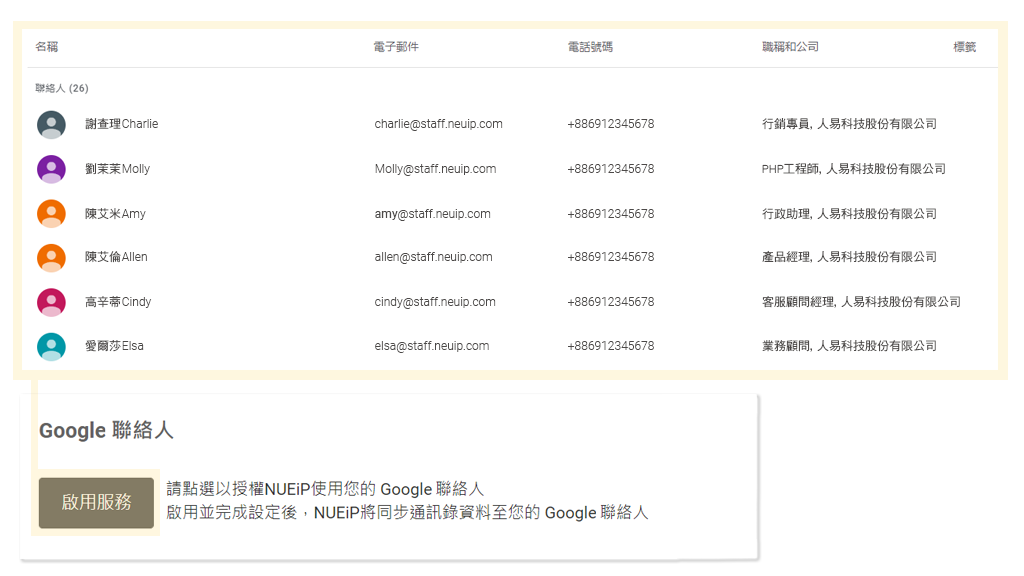 名稱 電子郵件 電話號碼 職稱和公司 標籤
聯絡人 (26)
謝查理Charlie charlie@staff.neuip.com +886912345678 行銷專員, 人易科技股份有限公司
劉茉茉Molly Molly@staff.neuip.com +886912345678 PHP工程師, 人易科技股份有限公司
陳艾米Amy amy@staff.neuip.com +886912345678 行政助理, 人易科技股份有限公司
陳艾倫Allen allen@staff.neuip.com +886912345678 產品經理, 人易科技股份有限公司
高辛蒂Cindy cindy@staff.neuip.com +886912345678 客服顧問經理, 人易科技股份有限公司
愛爾莎Elsa elsa@staff.neuip.com +886912345678 業務顧問, 人易科技股份有限公司
Google 聯絡人
啟用服務
請點選以授權NUEiP使用您的 Google 聯絡人
啟用並完成設定後，NUEiP將同步通訊錄資料至您的 Google 聯絡人